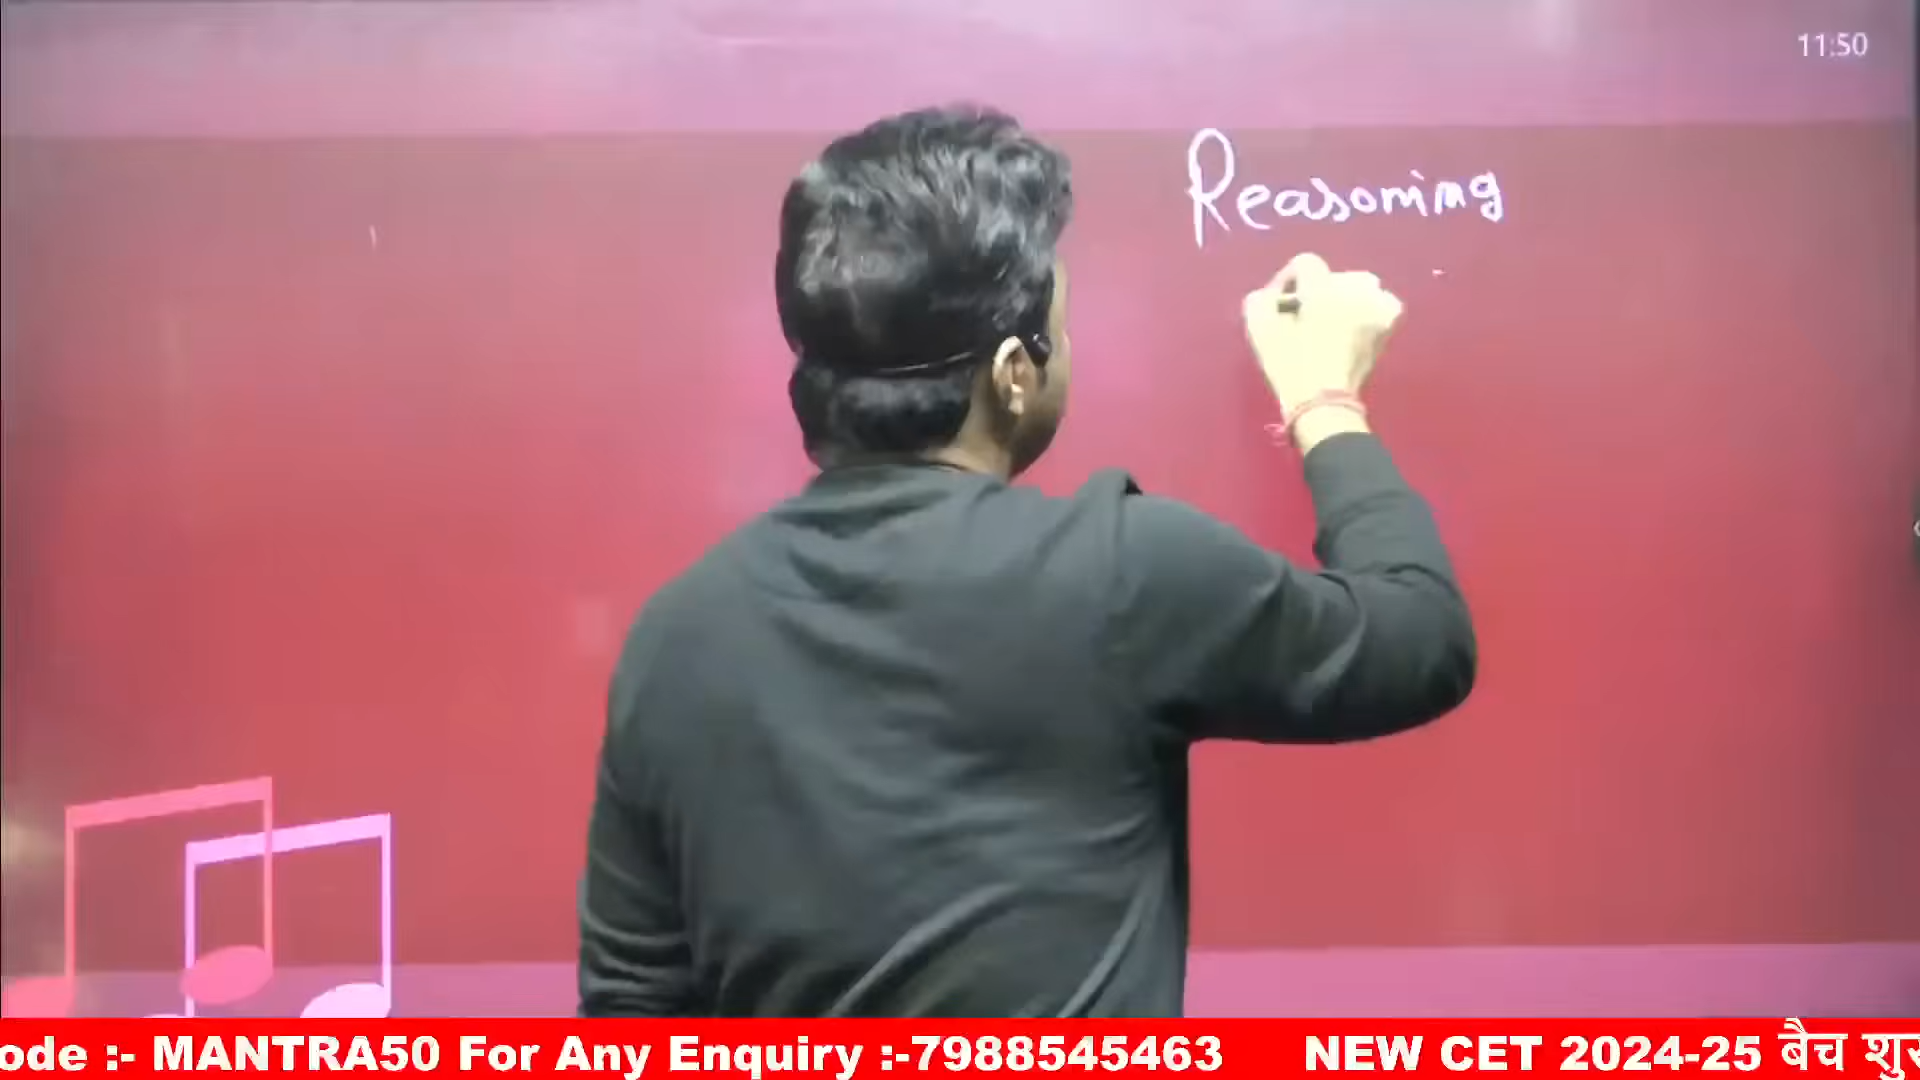 11:50
Reasoning
ode :- MANTRA50 For Any Enquiry :-7988545463 NEW CET 2024-25 बैच